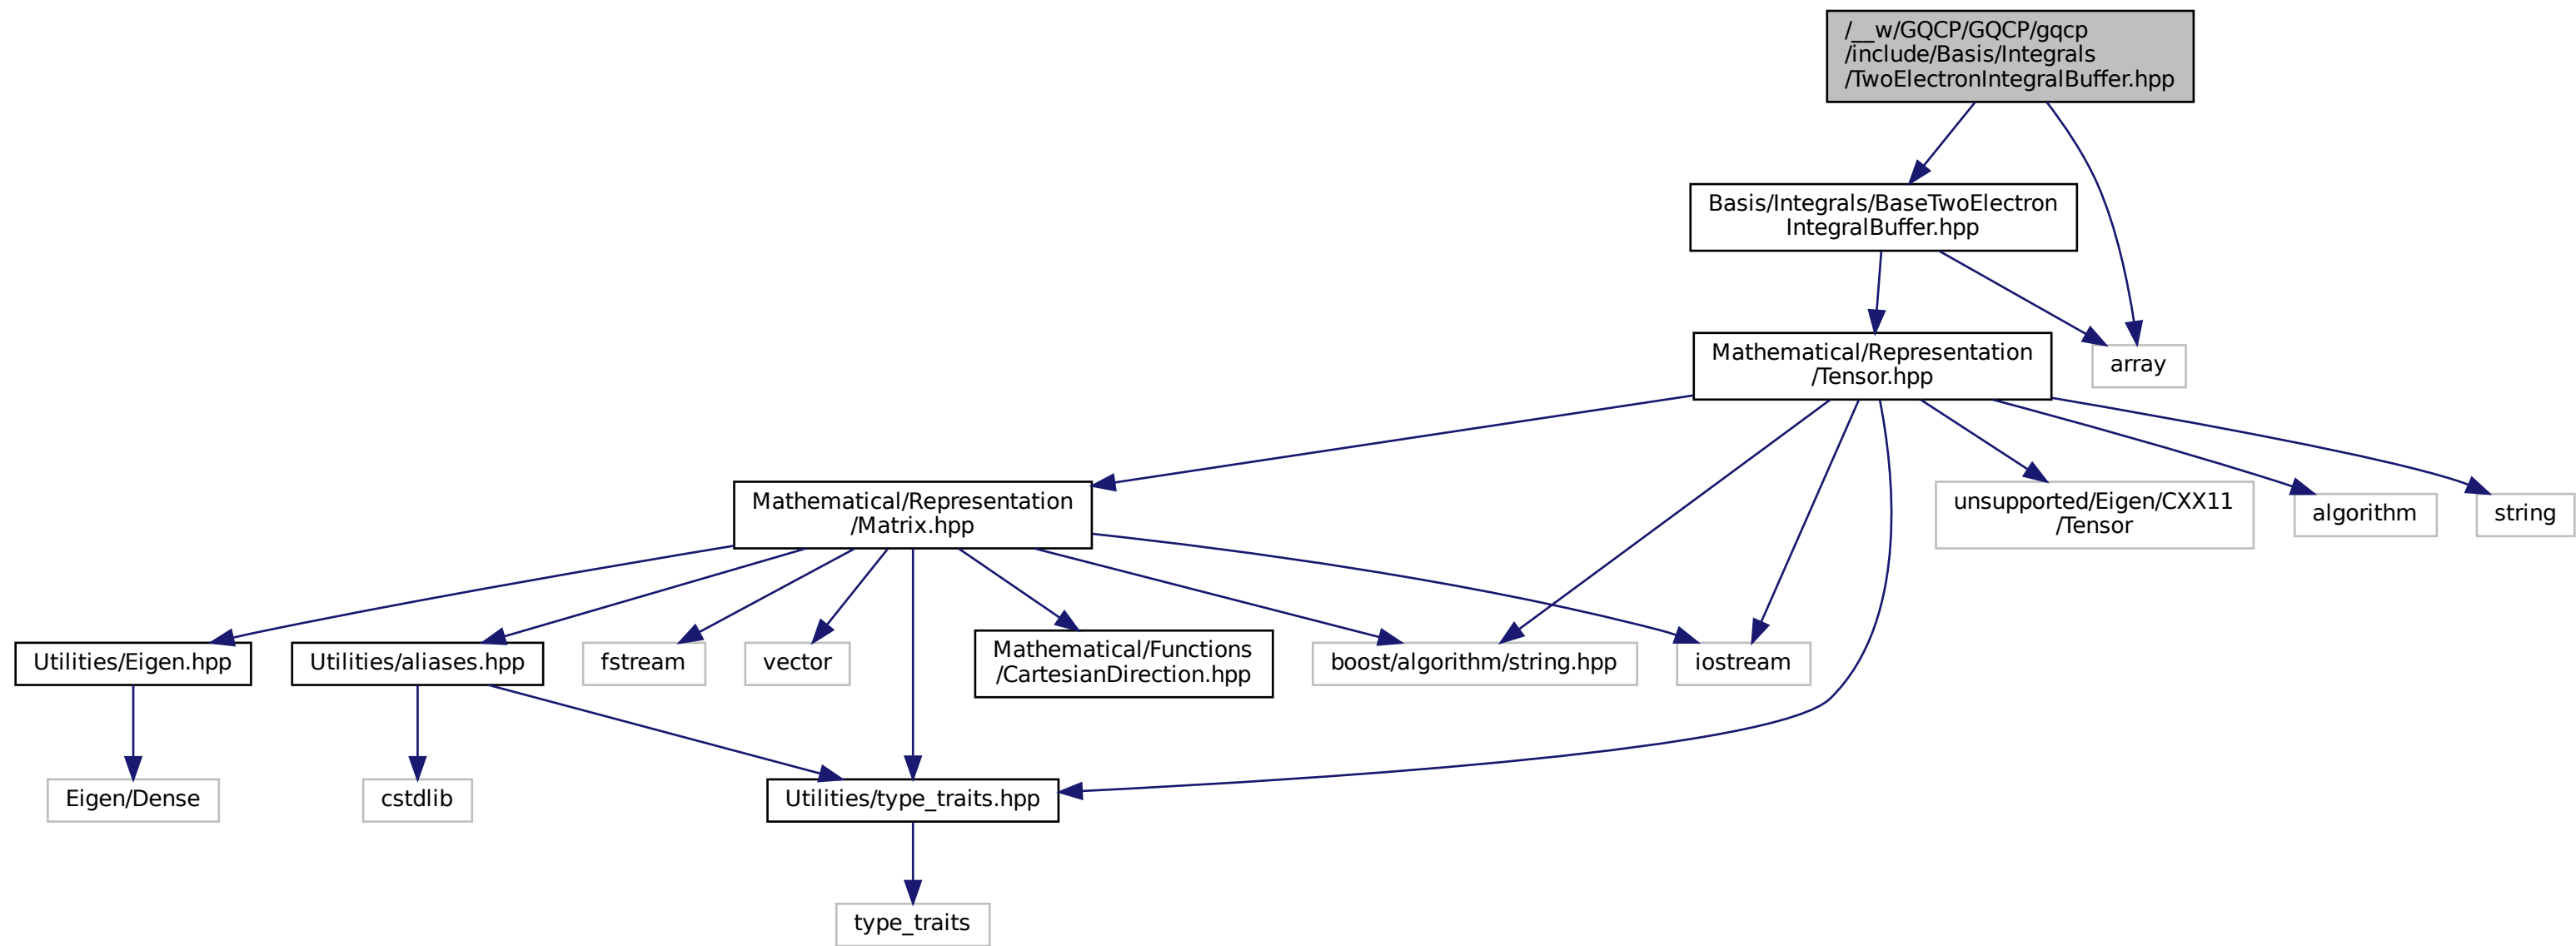 /__w/GQCP/GQCP/gqcp
/include/Basis/Integrals
/TwoElectronIntegralBuffer.hpp
Basis/Integrals/BaseTwoElectron
IntegralBuffer.hpp
Mathematical/Representation
/Tensor.hpp
array
Mathematical/Representation
/Matrix.hpp
unsupported/Eigen/CXX11
/Tensor
algorithm
string
Utilities/Eigen.hpp
Utilities/aliases.hpp
fstream
vector
Mathematical/Functions
/CartesianDirection.hpp
boost/algorithm/string.hpp
iostream
Eigen/Dense
cstdlib
Utilities/type_traits.hpp
type_traits